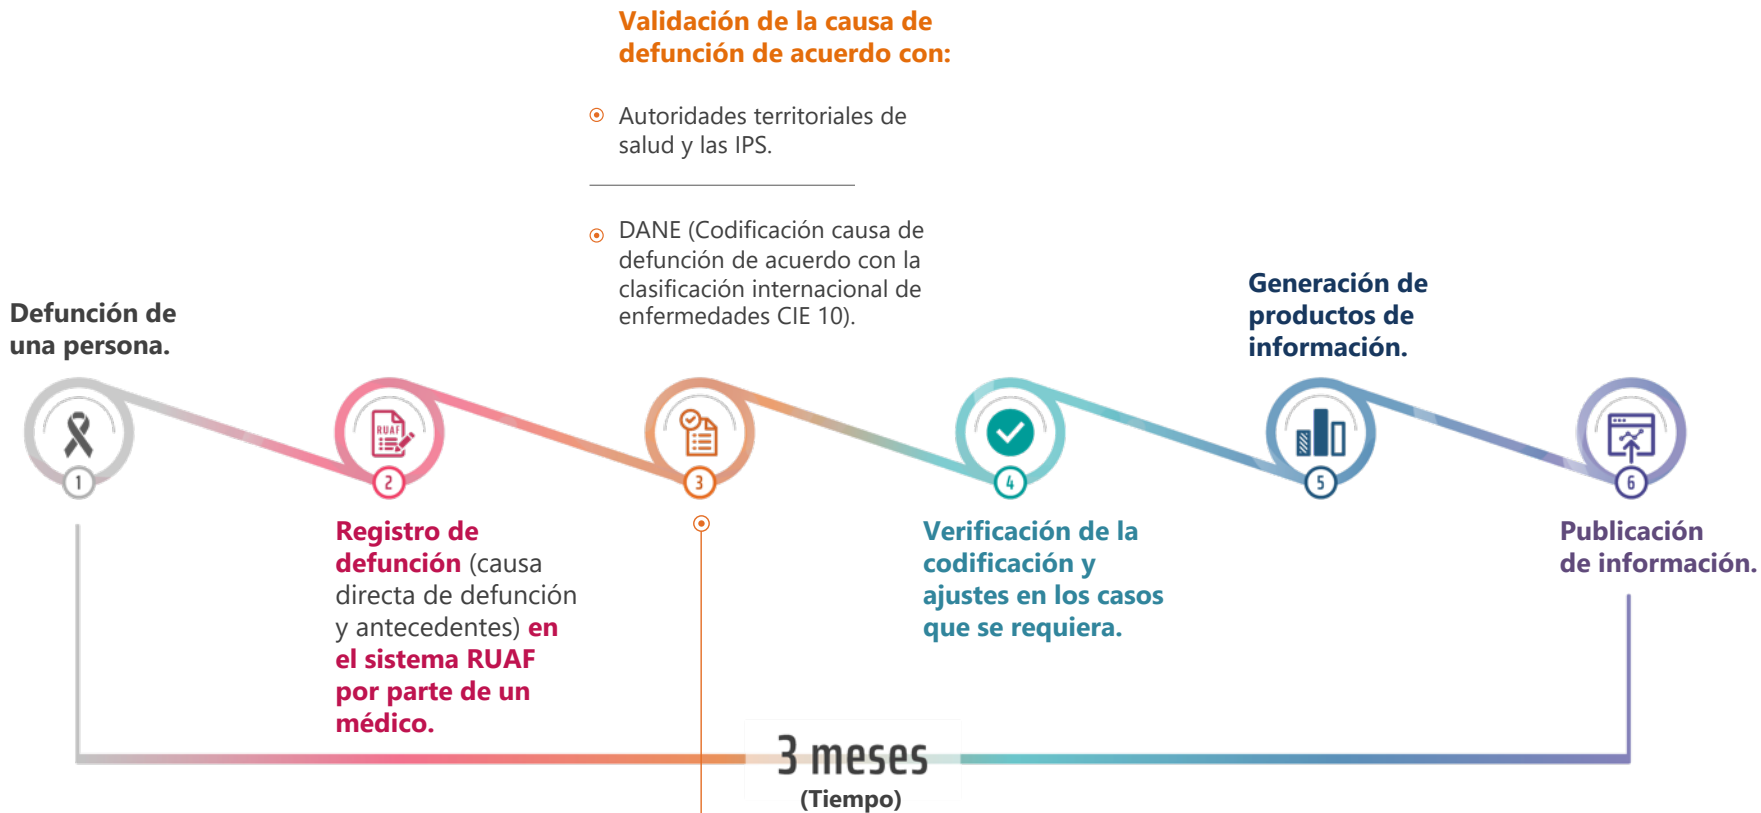 Validación de la causa de
defunción de acuerdo con:
Autoridades territoriales de
salud y las IPS.
DANE (Codificación causa de
defunción de acuerdo con la
clasificación internacional de
enfermedades CIE 10).
Defunción de
una persona.
1
RUAF
2
Registro de
defunción (causa
directa de defunción
y antecedentes) en
el sistema RUAF
por parte de un
médico.
3
4
Verificación de la
codificación y
ajustes en los casos
que se requiera.
Generación de
productos de
información.
5
6
Publicación
de información.
3 meses
(Tiempo)